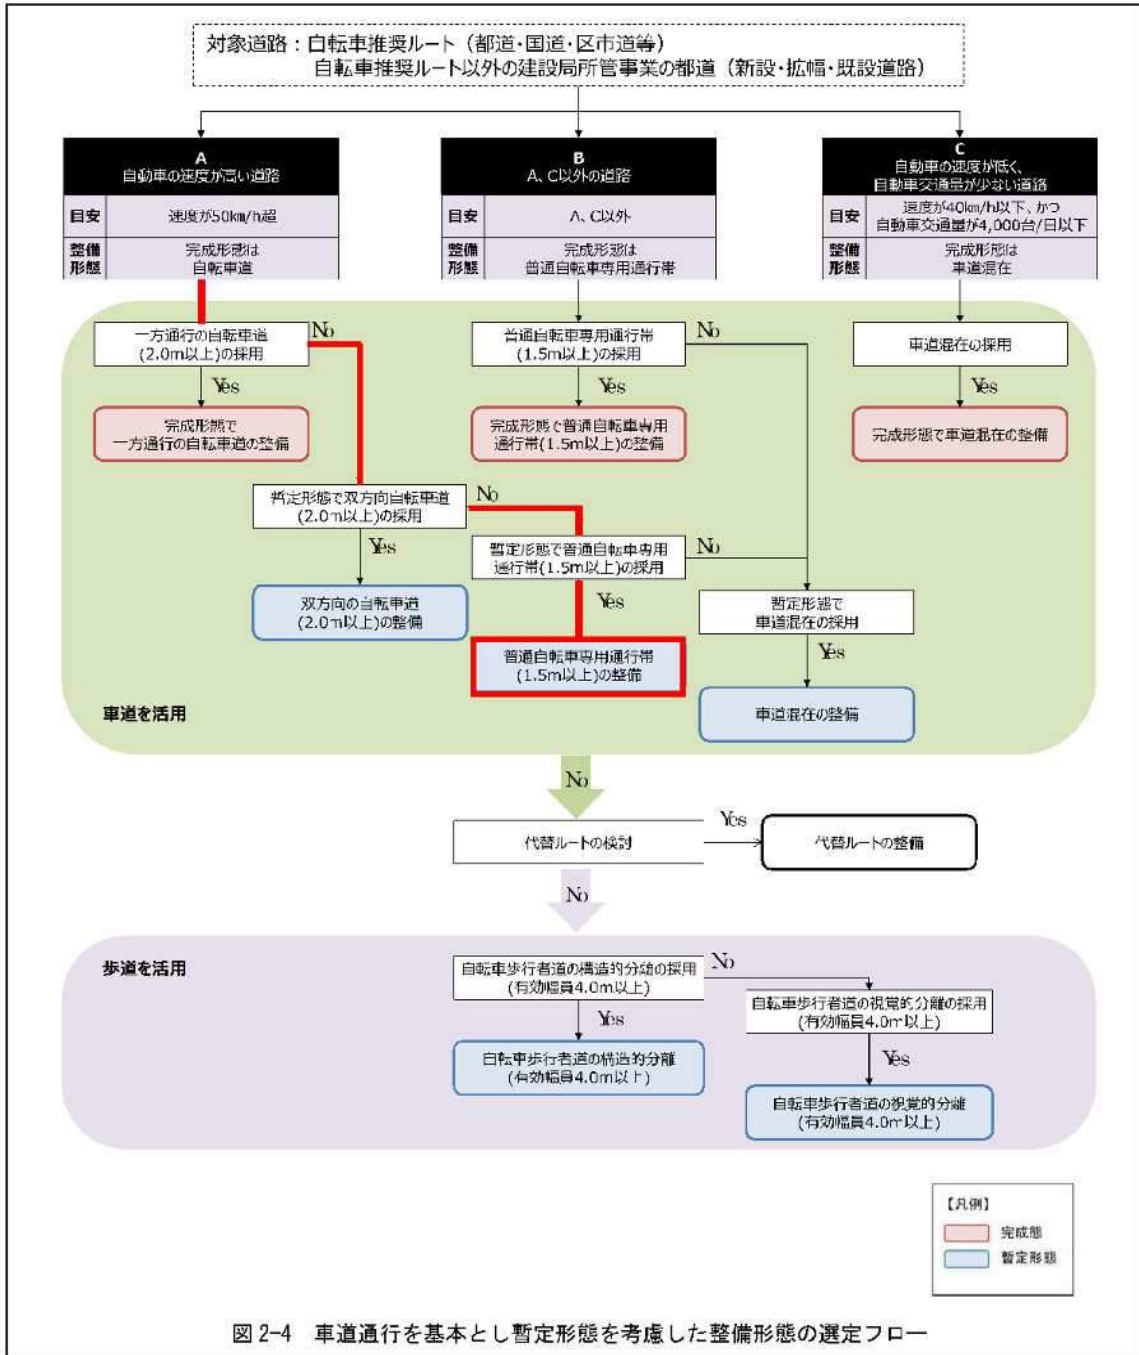 対象道路：自転車推奨ルート（都道・国道・区市道等）
自転車推奨ルート以外の建設局所管事業の都道（新設・拡幅・既設道路）
A
自動車の速度が高い道路
目安
速度が50km/h超
整備
形態
完成形態は
自転車道
B
A、C以外の道路
目安
A、C以外
整備
形態
完成形態は
普通自転車専用通行帯
C
自動車の速度が低く、
自動車交通量が少ない道路
目安
速度が40km/h以下、かつ
自動車交通量が4,000台/日以下
整備
形態
完成形態は
車道混在
一方通行の自転車道
(2.0m以上)の採用
No
Yes
完成形態で
一方通行の自転車道の整備
普通自転車専用通行帯
(1.5m以上)の採用
No
Yes
完成形態で普通自転車専用
通行帯(1.5m以上)の整備
車道混在の採用
Yes
完成形態で車道混在の整備
暫定形態で双方向自転車道
(2.0m以上)の採用
No
Yes
双方向の自転車道
(2.0m以上)の整備
暫定形態で普通自転車専用
通行帯(1.5m以上)の採用
No
Yes
普通自転車専用通行帯
(1.5m以上)の整備
暫定形態で
車道混在の採用
Yes
車道混在の整備
車道を活用
No
代替ルートの検討
Yes
代替ルートの整備
No
歩道を活用
自転車歩行者道の構造的分離の採用
(有効幅員4.0m以上)
No
Yes
自転車歩行者道の構造的分離
(有効幅員4.0m以上)
自転車歩行者道の視覚的分離の採用
(有効幅員4.0m以上)
Yes
自転車歩行者道の視覚的分離
(有効幅員4.0m以上)
【凡例】
完成態
暫定形態
図 2-4 車道通行を基本とし暫定形態を考慮した整備形態の選定フロー